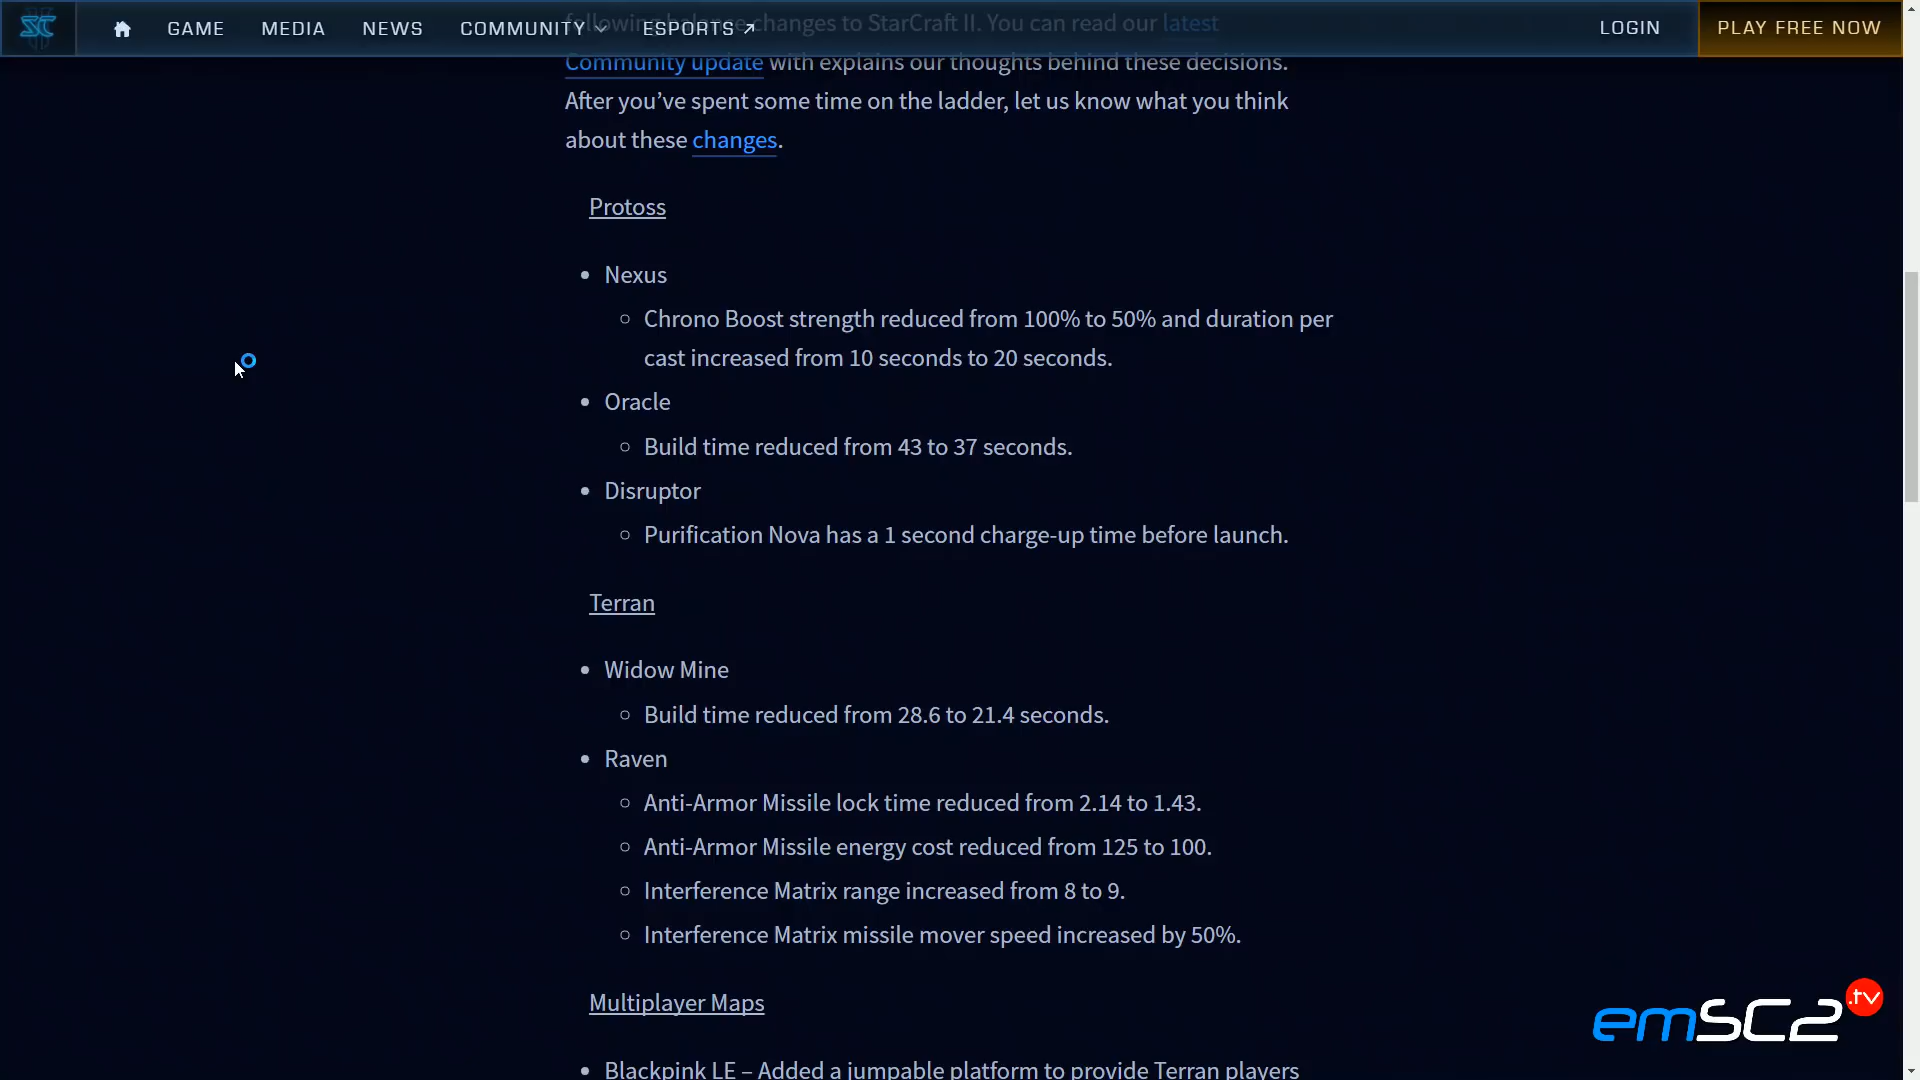 GAME MEDIA NEWS COMMUNITY ESPORTS LOGIN PLAY FREE NOW
following balance changes to StarCraft II. You can read our latest
Community update with explains our thoughts behind these decisions.
After you’ve spent some time on the ladder, let us know what you think
about these changes.
Protoss
• Nexus
○ Chrono Boost strength reduced from 100% to 50% and duration per
cast increased from 10 seconds to 20 seconds.
• Oracle
○ Build time reduced from 43 to 37 seconds.
• Disruptor
○ Purification Nova has a 1 second charge-up time before launch.
Terran
• Widow Mine
○ Build time reduced from 28.6 to 21.4 seconds.
• Raven
○ Anti-Armor Missile lock time reduced from 2.14 to 1.43.
○ Anti-Armor Missile energy cost reduced from 125 to 100.
○ Interference Matrix range increased from 8 to 9.
○ Interference Matrix missile mover speed increased by 50%.
Multiplayer Maps
• Blackpink LE – Added a jumpable platform to provide Terran players
emSC2.tv